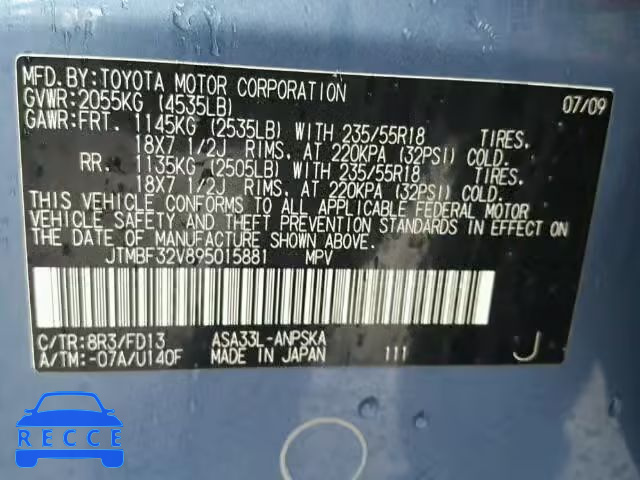 MFD. BY:TOYOTA MOTOR CORPORATION 07/09
GVWR:2055KG (4535LB)
GAWR:FRT. 1145KG (2535LB) WITH 235/55R18 TIRES.
18X7 1/2J RIMS, AT 220KPA (32PSI) COLD.
RR. 1135KG (2505LB) WITH 235/55R18 TIRES.
18X7 1/2J RIMS, AT 220KPA (32PSI) COLD.
THIS VEHICLE CONFORMS TO ALL APPLICABLE FEDERAL MOTOR
VEHICLE SAFETY AND THEFT PREVENTION STANDARDS IN EFFECT ON
THE DATE OF MANUFACTURE SHOWN ABOVE.
JTMBF32V895015881 MPV
C/TR:8R3/FD13 ASA33L-ANPSKA
A/TM:-07A/U140F MADE IN JAPAN 111 J
RECCE